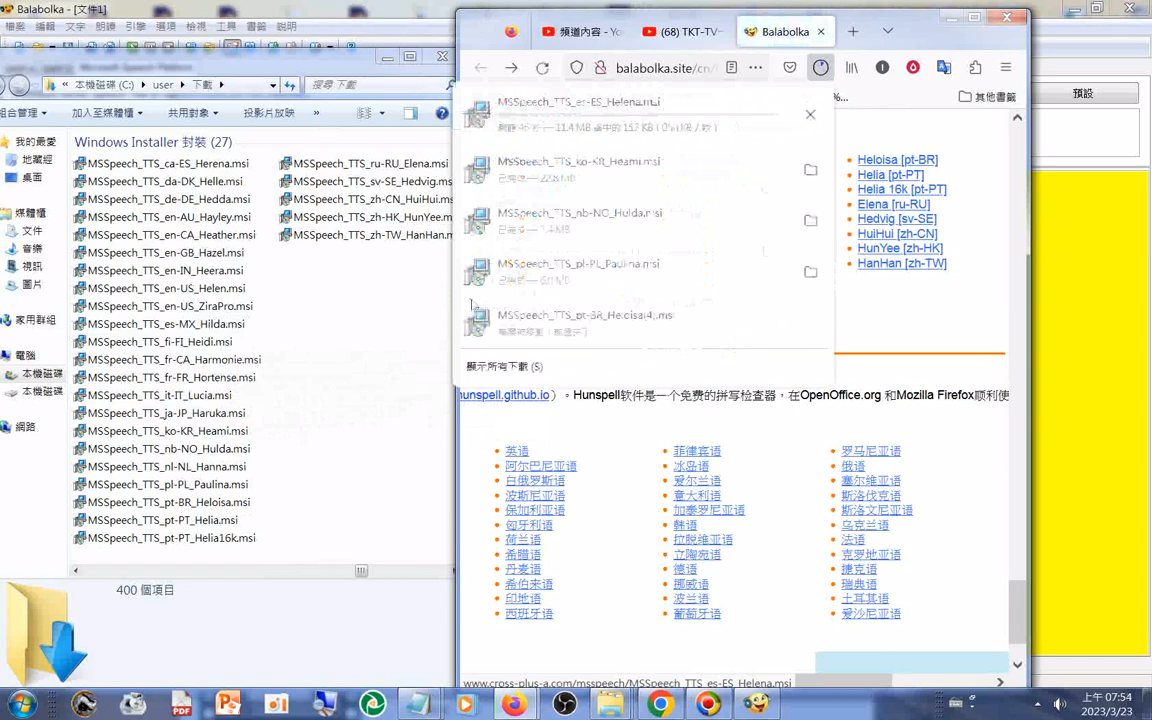 Balabolka - [文件1]
檔案 編輯 文字 朗讀 引擎 選項 檢視 工具 書籤 說明
本機磁碟 (C:) user 下載
搜尋 下載
組合管理 加入至媒體櫃 共用對象 投影片放映 »
我的最愛
地藏經
桌面
媒體櫃
文件
音樂
視訊
圖片
家用群組
電腦
本機磁碟
本機磁碟
網路
Windows Installer 封裝 (27)
MSSpeech_TTS_ca-ES_Herena.msi
MSSpeech_TTS_da-DK_Helle.msi
MSSpeech_TTS_de-DE_Hedda.msi
MSSpeech_TTS_en-AU_Hayley.msi
MSSpeech_TTS_en-CA_Heather.msi
MSSpeech_TTS_en-GB_Hazel.msi
MSSpeech_TTS_en-IN_Heera.msi
MSSpeech_TTS_en-US_Helen.msi
MSSpeech_TTS_en-US_ZiraPro.msi
MSSpeech_TTS_es-MX_Hilda.msi
MSSpeech_TTS_fi-FI_Heidi.msi
MSSpeech_TTS_fr-CA_Harmonie.msi
MSSpeech_TTS_fr-FR_Hortense.msi
MSSpeech_TTS_it-IT_Lucia.msi
MSSpeech_TTS_ja-JP_Haruka.msi
MSSpeech_TTS_ko-KR_Heami.msi
MSSpeech_TTS_nb-NO_Hulda.msi
MSSpeech_TTS_nl-NL_Hanna.msi
MSSpeech_TTS_pl-PL_Paulina.msi
MSSpeech_TTS_pt-BR_Heloisa.msi
MSSpeech_TTS_pt-PT_Helia.msi
MSSpeech_TTS_pt-PT_Helia16k.msi
MSSpeech_TTS_ru-RU_Elena.msi
MSSpeech_TTS_sv-SE_Hedvig.msi
MSSpeech_TTS_zh-CN_HuiHui.msi
MSSpeech_TTS_zh-HK_HunYee.m
MSSpeech_TTS_zh-TW_HanHan.m
400 個項目
頻道內容 - Yo
(68) TKT-TV-
Balabolka
balabolka.site/cn/
其他書籤
預設
MSSpeech_TTS_es-ES_Helena.msi
MSSpeech_TTS_ko-KR_Heami.msi
MSSpeech_TTS_nb-NO_Hulda.msi
MSSpeech_TTS_pl-PL_Paulina.msi
MSSpeech_TTS_pt-BR_Heloisa(4).msi
顯示所有下載 (S)
Heloisa [pt-BR]
Helia [pt-PT]
Helia 16k [pt-PT]
Elena [ru-RU]
Hedvig [sv-SE]
HuiHui [zh-CN]
HunYee [zh-HK]
HanHan [zh-TW]
hunspell.github.io）。Hunspell软件是一个免费的拼写检查器，在OpenOffice.org 和Mozilla Firefox顺利使
英语
阿尔巴尼亚语
白俄罗斯语
波斯尼亚语
保加利亚语
匈牙利语
荷兰语
希腊语
丹麦语
希伯来语
印地语
西班牙语
菲律宾语
冰岛语
爱尔兰语
意大利语
加泰罗尼亚语
韩语
拉脱维亚语
立陶宛语
德语
挪威语
波兰语
葡萄牙语
罗马尼亚语
俄语
塞尔维亚语
斯洛伐克语
斯洛文尼亚语
乌克兰语
法语
克罗地亚语
捷克语
瑞典语
土耳其语
爱沙尼亚语
www.cross-plus-a.com/msspeech/MSSpeech_TTS_es-ES_Helena.msi
上午 07:54
2023/3/23